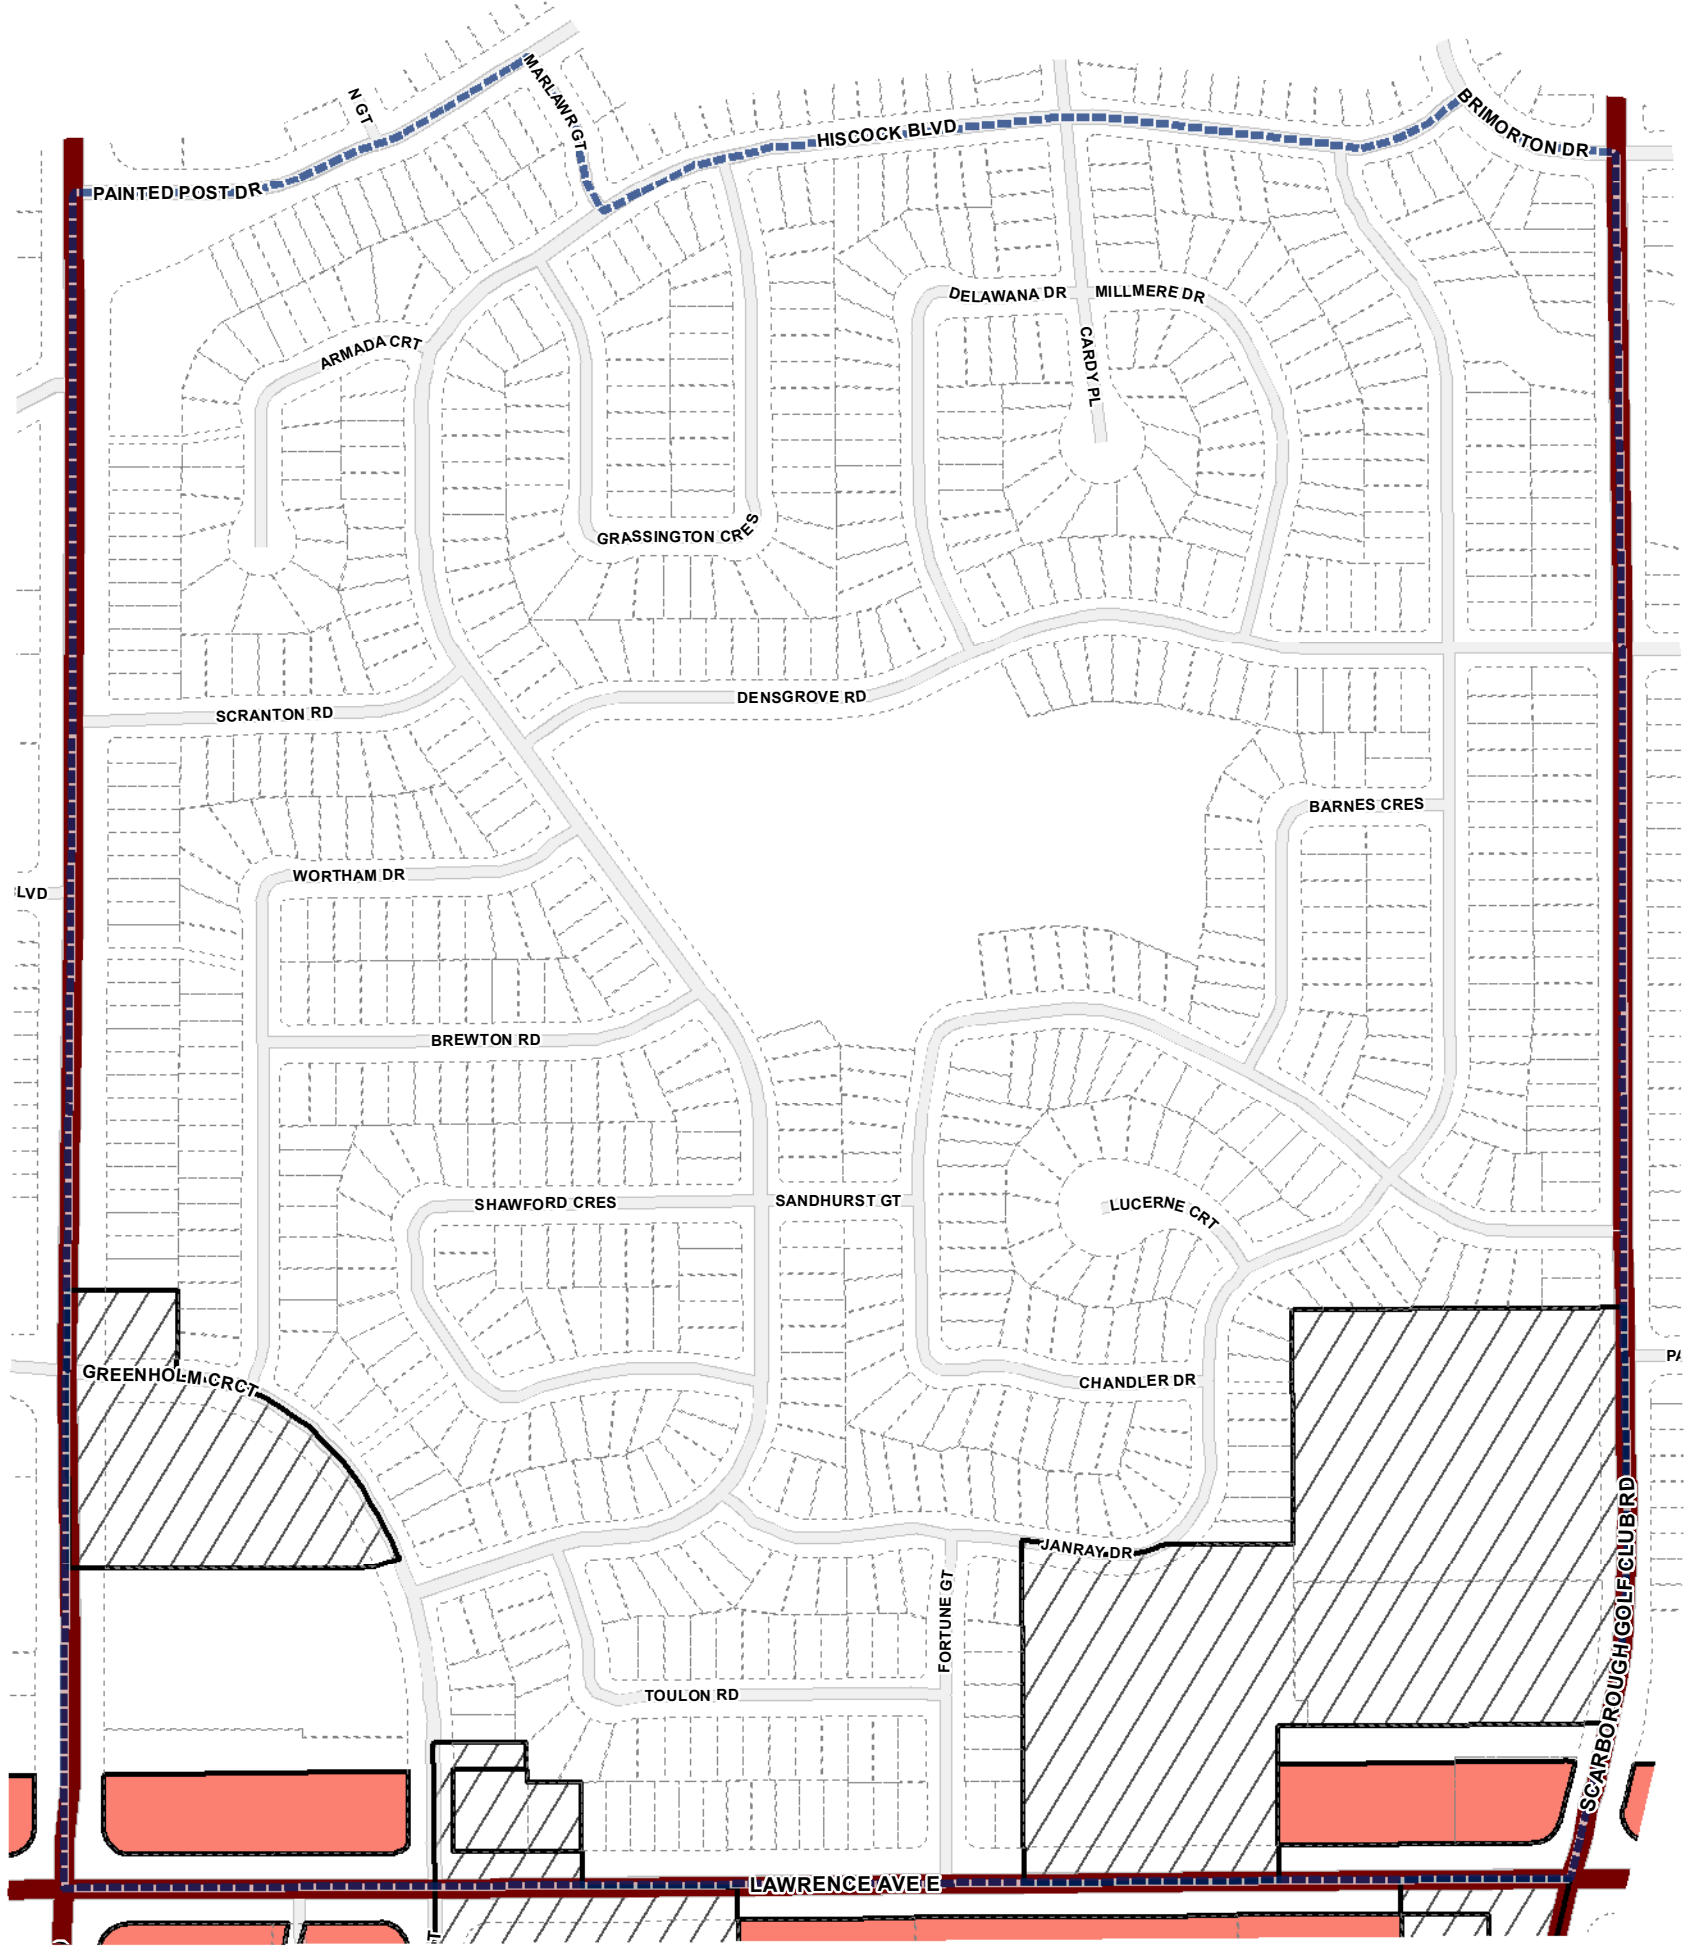 MARLAWR GT
N GT
BRIMORTON DR
HISCOCK BLVD
PAINTED POST DR
DELAWANA DR
MILLMERE DR
ARMADA CRT
CARDY PL
GRASSINGTON CRES
DENSGROVE RD
SCRANTON RD
BARNES CRES
WORTHAM DR
LVD
BREWTON RD
SHAWFORD CRES
SANDHURST GT
LUCERNE CRT
PA
GREENHOLM CRCT
CHANDLER DR
JANRAY DR
SCARBOROUGH GOLF CLUB RD
FORTUNE GT
TOULON RD
LAWRENCE AVE E
T